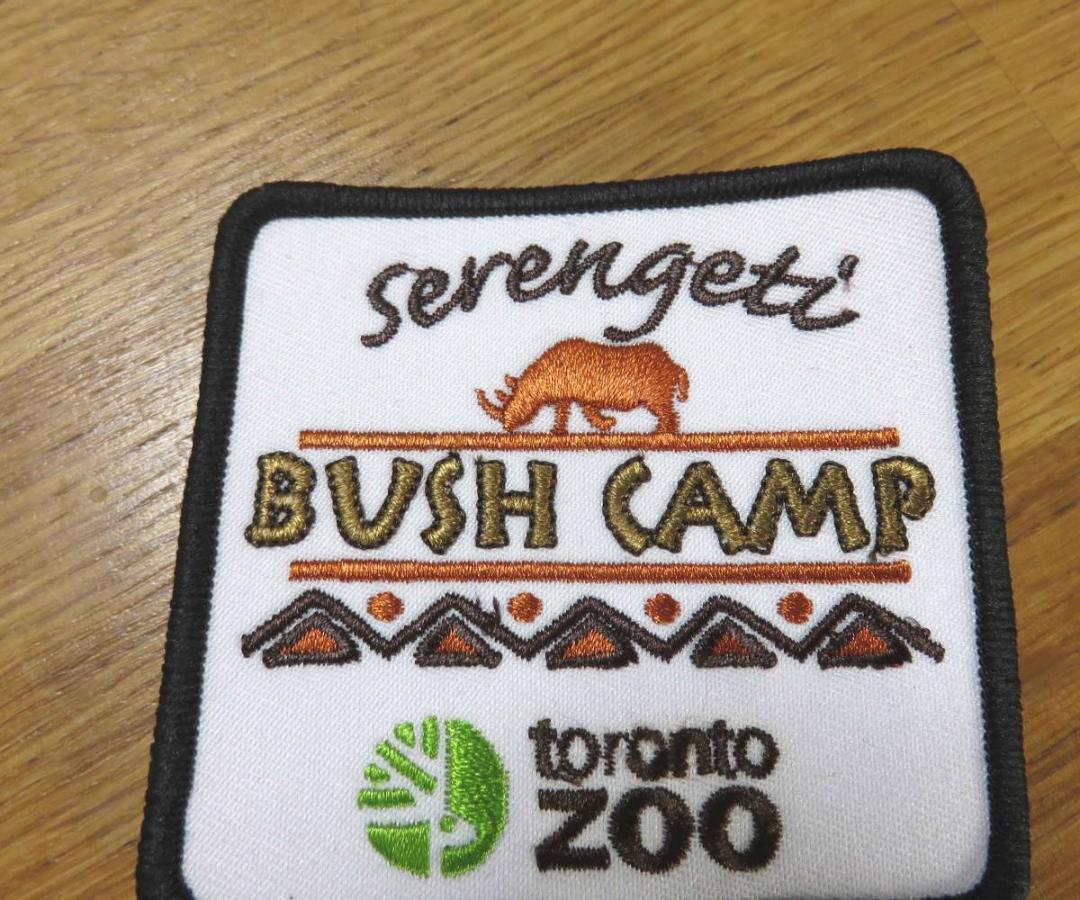 serengeti
BUSH CAMP
toronto
ZOO